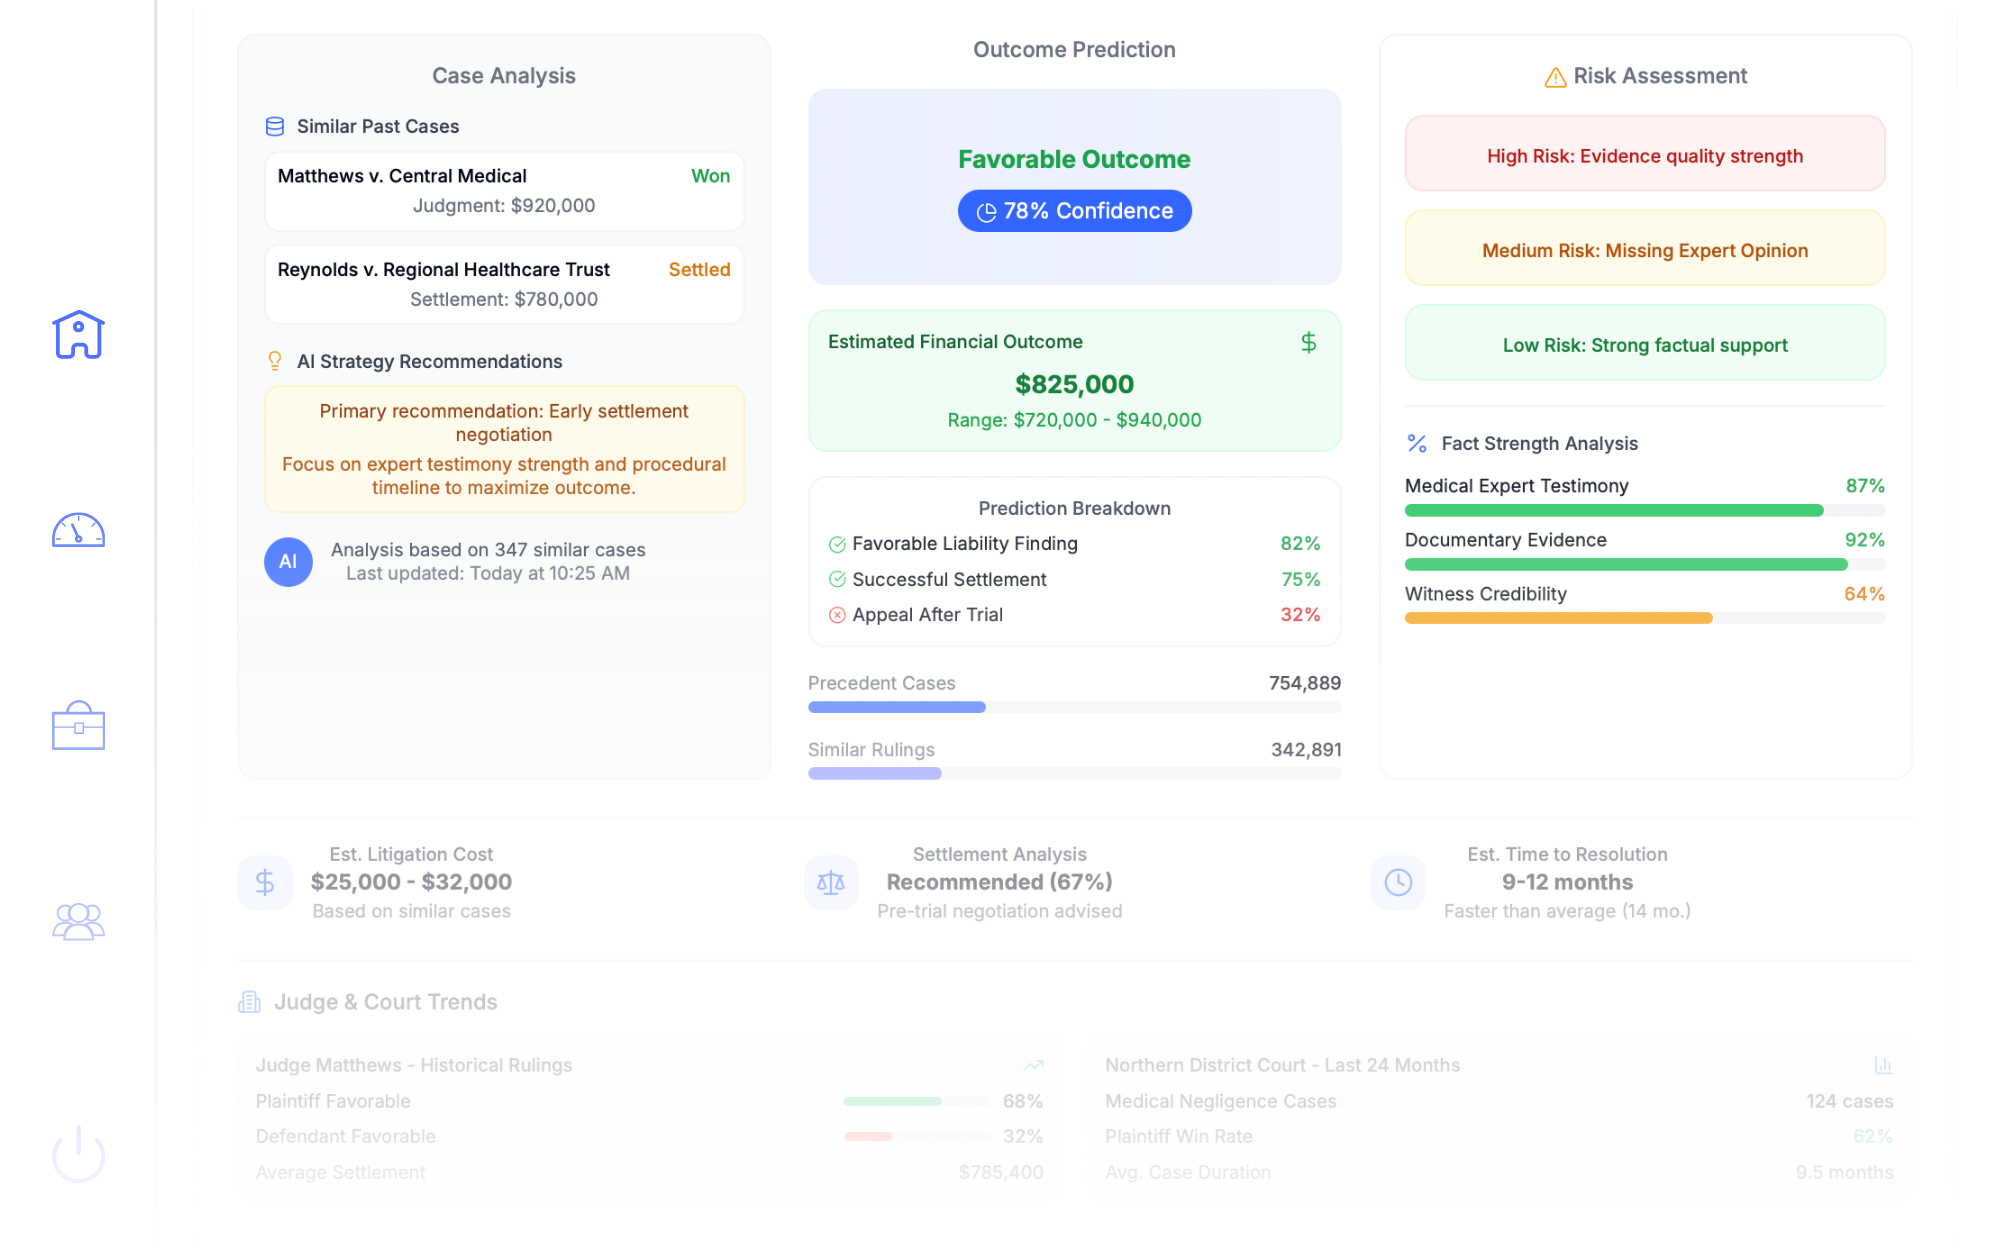 Case Analysis
Similar Past Cases
Matthews v. Central Medical
Won
Judgment: $920,000
Reynolds v. Regional Healthcare Trust
Settled
Settlement: $780,000
AI Strategy Recommendations
Primary recommendation: Early settlement
negotiation
Focus on expert testimony strength and procedural
timeline to maximize outcome.
AI
Analysis based on 347 similar cases
Last updated: Today at 10:25 AM
Outcome Prediction
Favorable Outcome
78% Confidence
Estimated Financial Outcome
$
$825,000
Range: $720,000 - $940,000
Prediction Breakdown
Favorable Liability Finding
82%
Successful Settlement
75%
Appeal After Trial
32%
Precedent Cases
754,889
Similar Rulings
342,891
Risk Assessment
High Risk: Evidence quality strength
Medium Risk: Missing Expert Opinion
Low Risk: Strong factual support
Fact Strength Analysis
Medical Expert Testimony
87%
Documentary Evidence
92%
Witness Credibility
64%
$
Est. Litigation Cost
$25,000 - $32,000
Based on similar cases
Settlement Analysis
Recommended (67%)
Pre-trial negotiation advised
Est. Time to Resolution
9-12 months
Faster than average (14 mo.)
Judge & Court Trends
Judge Matthews - Historical Rulings
Plaintiff Favorable
68%
Defendant Favorable
32%
Average Settlement
$785,400
Northern District Court - Last 24 Months
Medical Negligence Cases
124 cases
Plaintiff Win Rate
62%
Avg. Case Duration
9.5 months